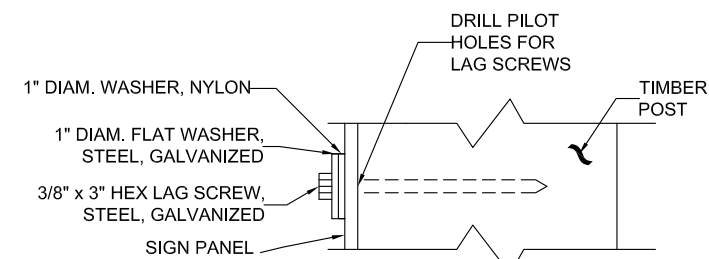 DRILL PILOT
HOLES FOR
LAG SCREWS
1" DIAM. WASHER, NYLON
TIMBER
POST
1" DIAM. FLAT WASHER,
STEEL, GALVANIZED
3/8" x 3" HEX LAG SCREW,
STEEL, GALVANIZED
SIGN PANEL